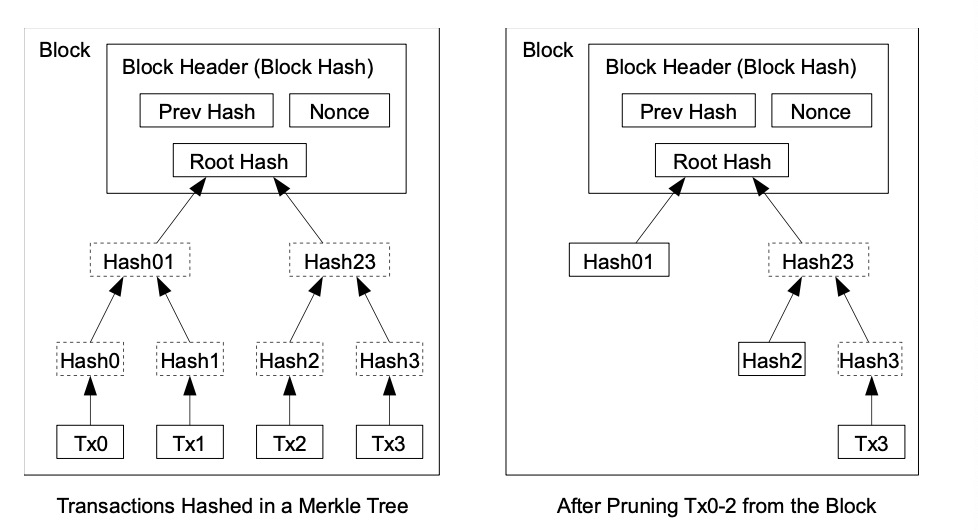 Block
Block Header (Block Hash)
Prev Hash
Nonce
Root Hash
Hash01
Hash23
Hash0
Hash1
Hash2
Hash3
Tx0
Tx1
Tx2
Tx3
Transactions Hashed in a Merkle Tree
Block
Block Header (Block Hash)
Prev Hash
Nonce
Root Hash
Hash01
Hash23
Hash2
Hash3
Tx3
After Pruning Tx0-2 from the Block